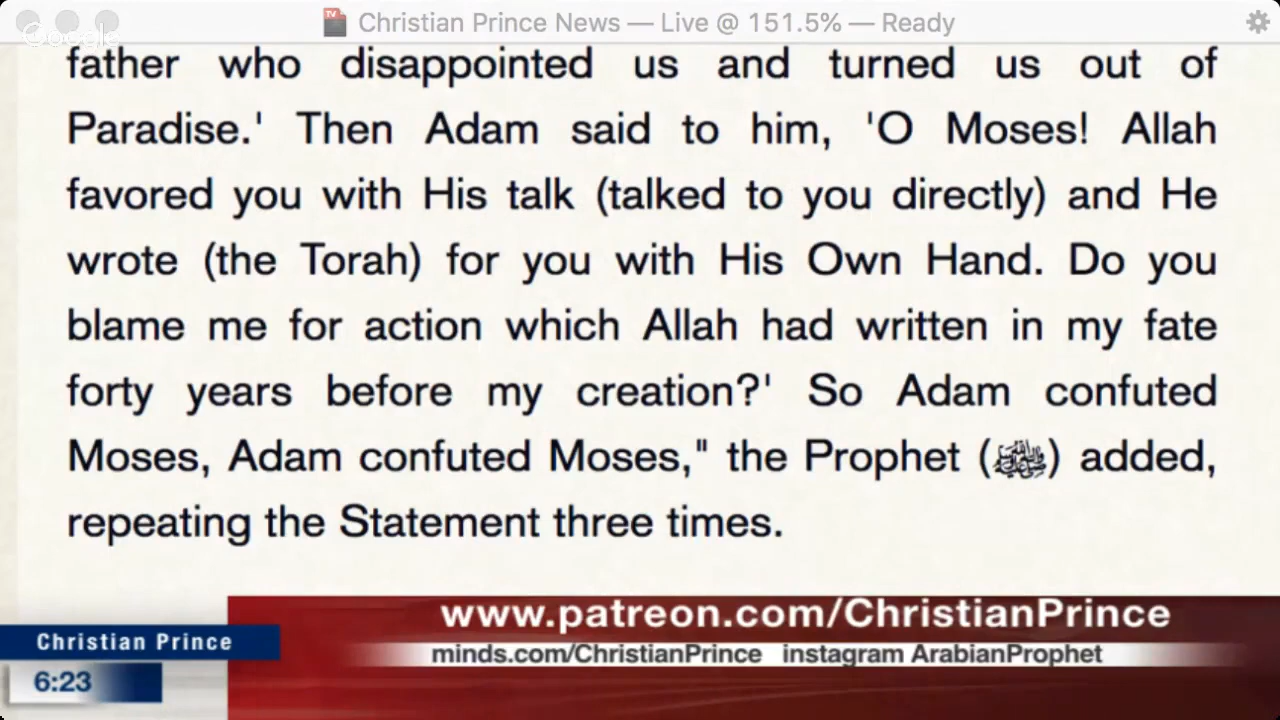 Christian Prince News — Live @ 151.5% — Ready
Google
TV
father who disappointed us and turned us out of
Paradise.' Then Adam said to him, 'O Moses! Allah
favored you with His talk (talked to you directly) and He
wrote (the Torah) for you with His Own Hand. Do you
blame me for action which Allah had written in my fate
forty years before my creation?' So Adam confuted
Moses, Adam confuted Moses," the Prophet (ﷺ) added,
repeating the Statement three times.
www.patreon.com/ChristianPrince
Christian Prince
minds.com/ChristianPrince instagram ArabianProphet
6:23